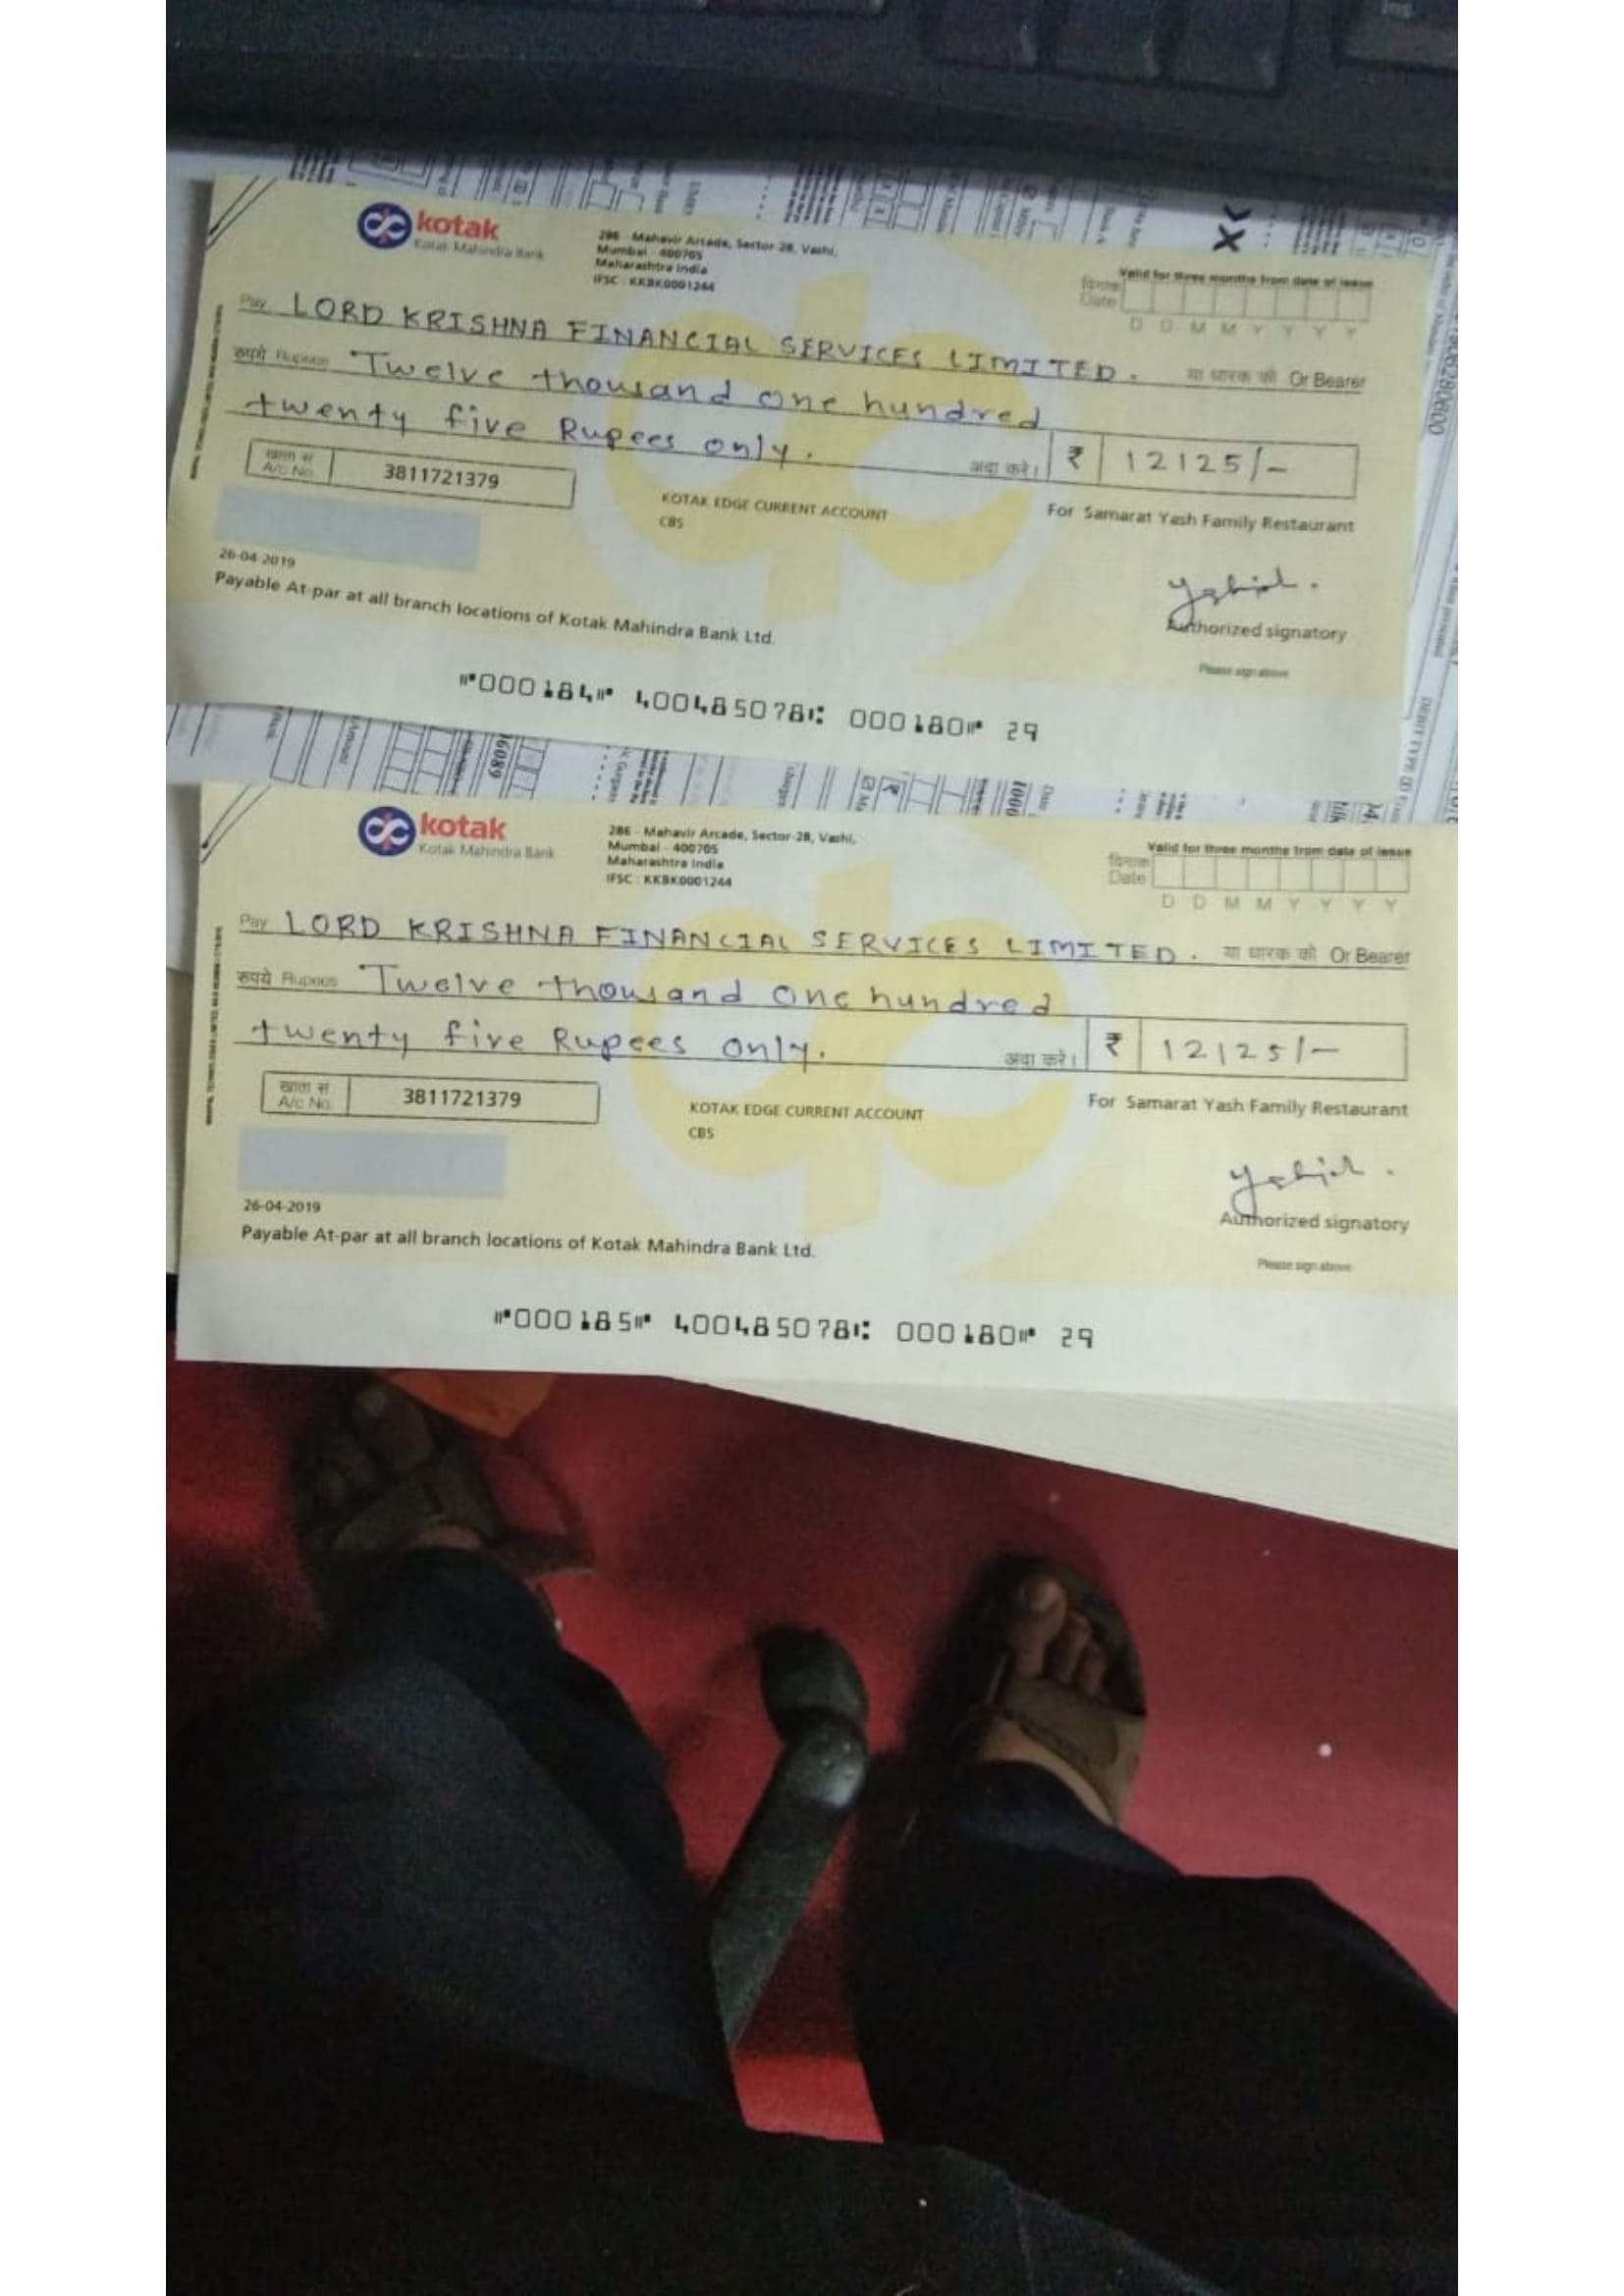 kotak
Kotak Mahindra Bank
286 - Mahavir Arcade, Sector-28, Vashi,
Mumbai - 400705
Maharashtra India
IFSC : KKBK0001244
Valid for three months from date of issue
दिनांक
Date
D D M M Y Y Y Y
Pay LORD KRISHNA FINANCIAL SERVICES LIMITED. या धारक को Or Bearer
रुपये Rupees Twelve thousand one hundred
twenty five Rupees only. अदा करें। ₹ 12125/-
खाता सं
A/c No. 3811721379
KOTAK EDGE CURRENT ACCOUNT
CBS
For Samarat Yash Family Restaurant
26-04-2019
Payable At-par at all branch locations of Kotak Mahindra Bank Ltd.
Authorized signatory
Please sign above
⑈000184⑈ 400485078⑆ 000180⑈ 29
kotak
Kotak Mahindra Bank
286 - Mahavir Arcade, Sector-28, Vashi,
Mumbai - 400705
Maharashtra India
IFSC : KKBK0001244
Valid for three months from date of issue
दिनांक
Date
D D M M Y Y Y Y
Pay LORD KRISHNA FINANCIAL SERVICES LIMITED. या धारक को Or Bearer
रुपये Rupees Twelve thousand one hundred
twenty five Rupees only. अदा करें। ₹ 12125/-
खाता सं
A/c No. 3811721379
KOTAK EDGE CURRENT ACCOUNT
CBS
For Samarat Yash Family Restaurant
26-04-2019
Payable At-par at all branch locations of Kotak Mahindra Bank Ltd.
Authorized signatory
Please sign above
⑈000185⑈ 400485078⑆ 000180⑈ 29